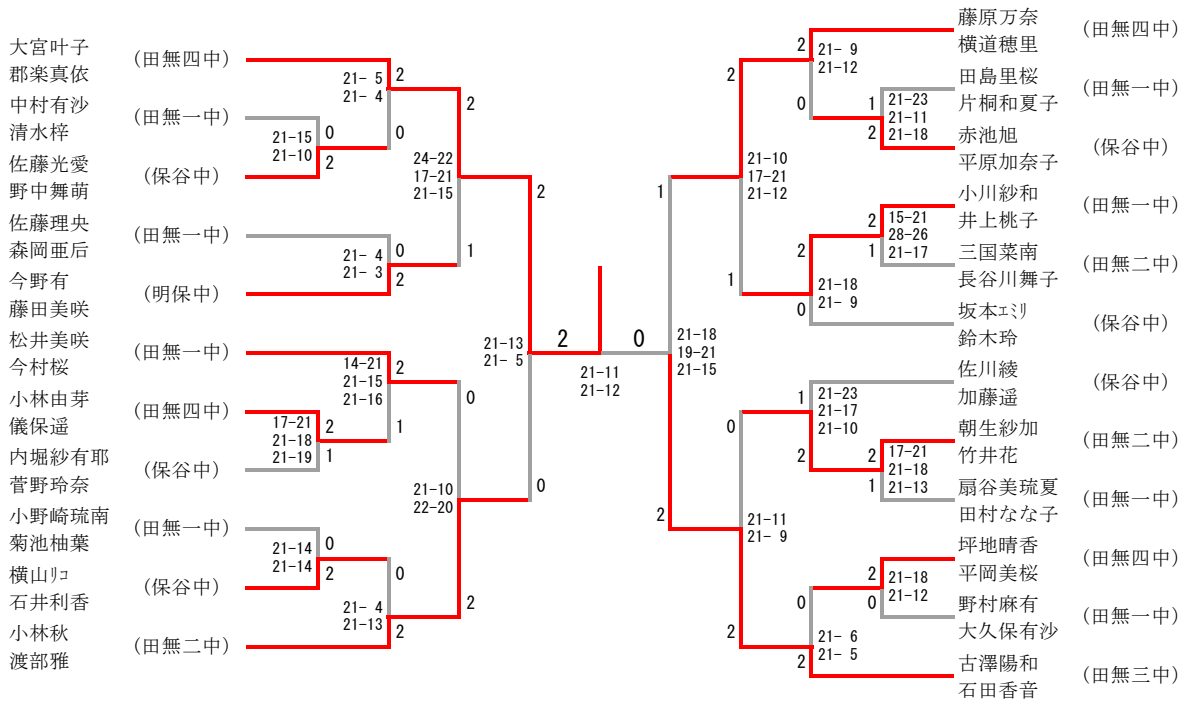 大宮叶子
郡楽真依
(田無四中)
中村有沙
清水梓
(田無一中)
佐藤光愛
野中舞萌
(保谷中)
佐藤理央
森岡亜后
(田無一中)
今野有
藤田美咲
(明保中)
松井美咲
今村桜
(田無一中)
小林由芽
儀保遥
(田無四中)
内堀紗有耶
菅野玲奈
(保谷中)
小野崎琉南
菊池柚葉
(田無一中)
横山リコ
石井利香
(保谷中)
小林秋
渡部雅
(田無二中)
21-15
21-10
0
2
21- 5
21- 4
2
0
21- 4
21- 3
0
2
24-22
17-21
21-15
2
1
17-21
21-18
21-19
2
1
14-21
21-15
21-16
2
1
21-14
21-14
0
2
21- 4
21-13
0
2
21-10
22-20
0
2
21-13
21- 5
2
0
2
0
21-11
21-12
21-18
19-21
21-15
1
2
21-10
17-21
21-12
2
1
21- 9
21-12
2
0
21-23
21-11
21-18
1
2
15-21
28-26
21-17
2
1
21-18
21- 9
2
0
21-11
21- 9
0
2
21-23
21-17
21-10
1
2
17-21
21-18
21-13
2
1
21-18
21-12
2
0
21- 6
21- 5
0
2
藤原万奈
横道穂里
(田無四中)
田島里桜
片桐和夏子
(田無一中)
赤池旭
平原加奈子
(保谷中)
小川紗和
井上桃子
(田無一中)
三国菜南
長谷川舞子
(田無二中)
坂本エミリ
鈴木玲
(保谷中)
佐川綾
加藤遥
(保谷中)
朝生紗加
竹井花
(田無二中)
扇谷美琉夏
田村なな子
(田無一中)
坪地晴香
平岡美桜
(田無四中)
野村麻有
大久保有沙
(田無一中)
古澤陽和
石田香音
(田無三中)